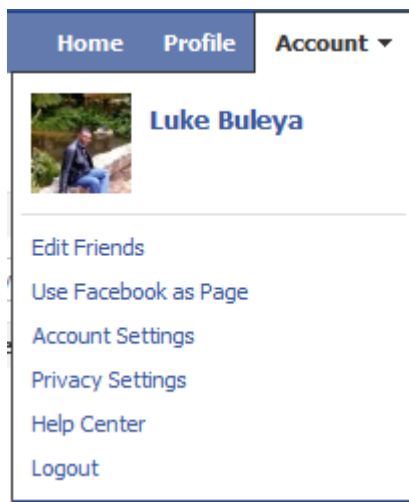 Home Profile Account
Luke Buleya
Edit Friends
Use Facebook as Page
Account Settings
Privacy Settings
Help Center
Logout